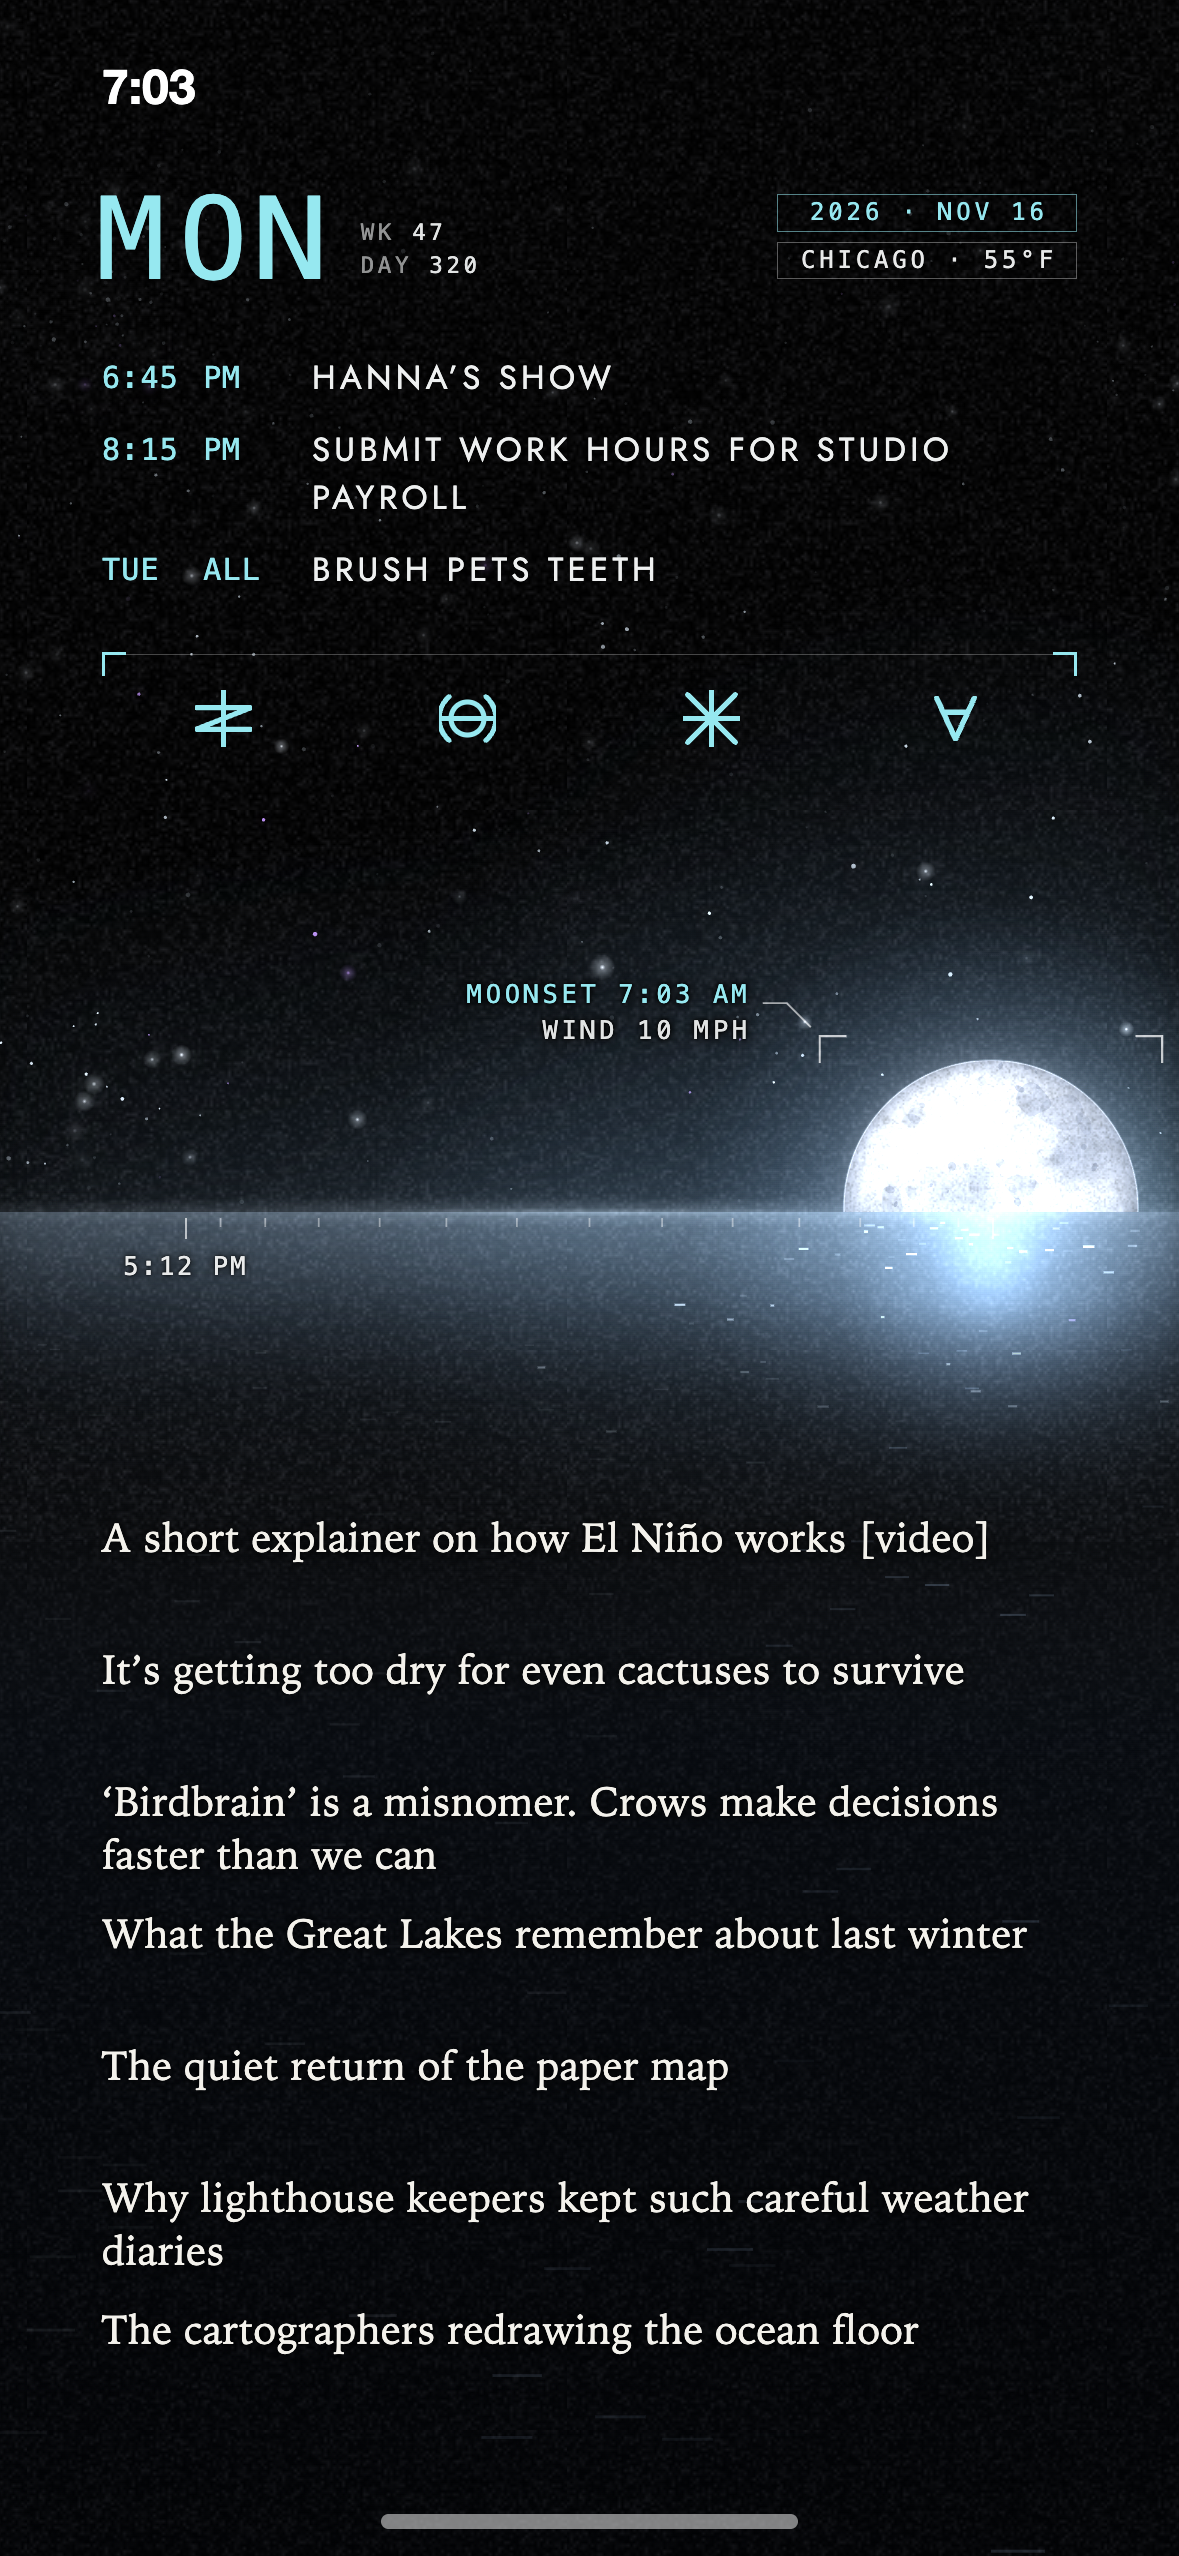 7:03
MON
WK 47
DAY 320
2026 · NOV 16
CHICAGO · 55°F
6:45 PM HANNA’S SHOW
8:15 PM SUBMIT WORK HOURS FOR STUDIO
PAYROLL
TUE ALL BRUSH PETS TEETH
MOONSET 7:03 AM
WIND 10 MPH
5:12 PM
A short explainer on how El Niño works [video]
It’s getting too dry for even cactuses to survive
‘Birdbrain’ is a misnomer. Crows make decisions
faster than we can
What the Great Lakes remember about last winter
The quiet return of the paper map
Why lighthouse keepers kept such careful weather
diaries
The cartographers redrawing the ocean floor